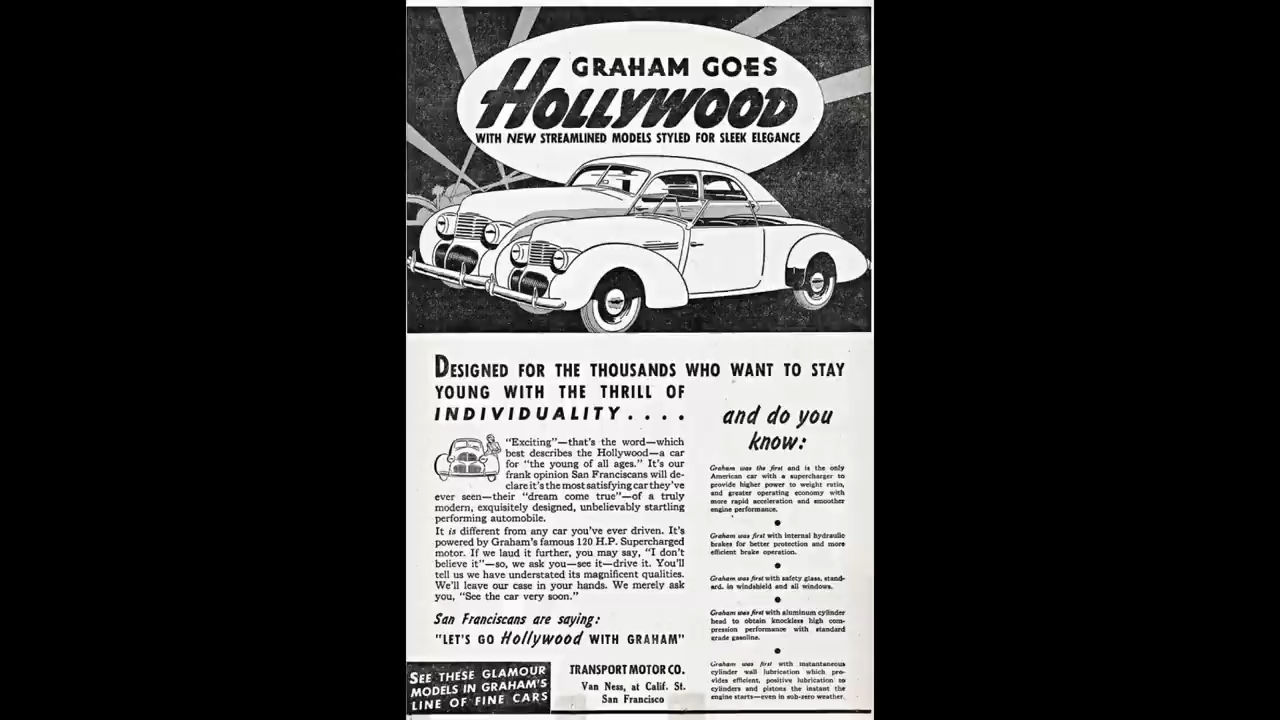 GRAHAM GOES
HOLLYWOOD
WITH NEW STREAMLINED MODELS STYLED FOR SLEEK ELEGANCE
DESIGNED FOR THE THOUSANDS WHO WANT TO STAY
YOUNG WITH THE THRILL OF
INDIVIDUALITY....
"Exciting"—that's the word—which
best describes the Hollywood—a car
for "the young of all ages." It's our
frank opinion San Franciscans will de-
clare it's the most satisfying car they've
ever seen—their "dream come true"—of a truly
modern, exquisitely designed, unbelievably startling
performing automobile.
It is different from any car you've ever driven. It's
powered by Graham's famous 120 H.P. Supercharged
motor. If we laud it further, you may say, "I don't
believe it"—so, we ask you—see it—drive it. You'll
tell us we have understated its magnificent qualities.
We'll leave our case in your hands. We merely ask
you, "See the car very soon."
San Franciscans are saying:
"LET'S GO Hollywood WITH GRAHAM"
SEE THESE GLAMOUR
MODELS IN GRAHAM'S
LINE OF FINE CARS
TRANSPORT MOTOR CO.
Van Ness, at Calif. St.
San Francisco
and do you
know:
Graham was the first and is the only
American car with a supercharger to
provide higher power to weight ratio,
and greater operating economy with
more rapid acceleration and smoother
engine performance.
Graham was first with internal hydraulic
brakes for better protection and more
efficient brake operation.
Graham was first with safety glass, stand-
ard, in windshield and all windows.
Graham was first with aluminum cylinder
head to obtain knockless high com-
pression performance with standard
grade gasoline.
Graham was first with instantaneous
cylinder wall lubrication which pro-
vides efficient, positive lubrication to
cylinders and pistons the instant the
engine starts—even in sub-zero weather.